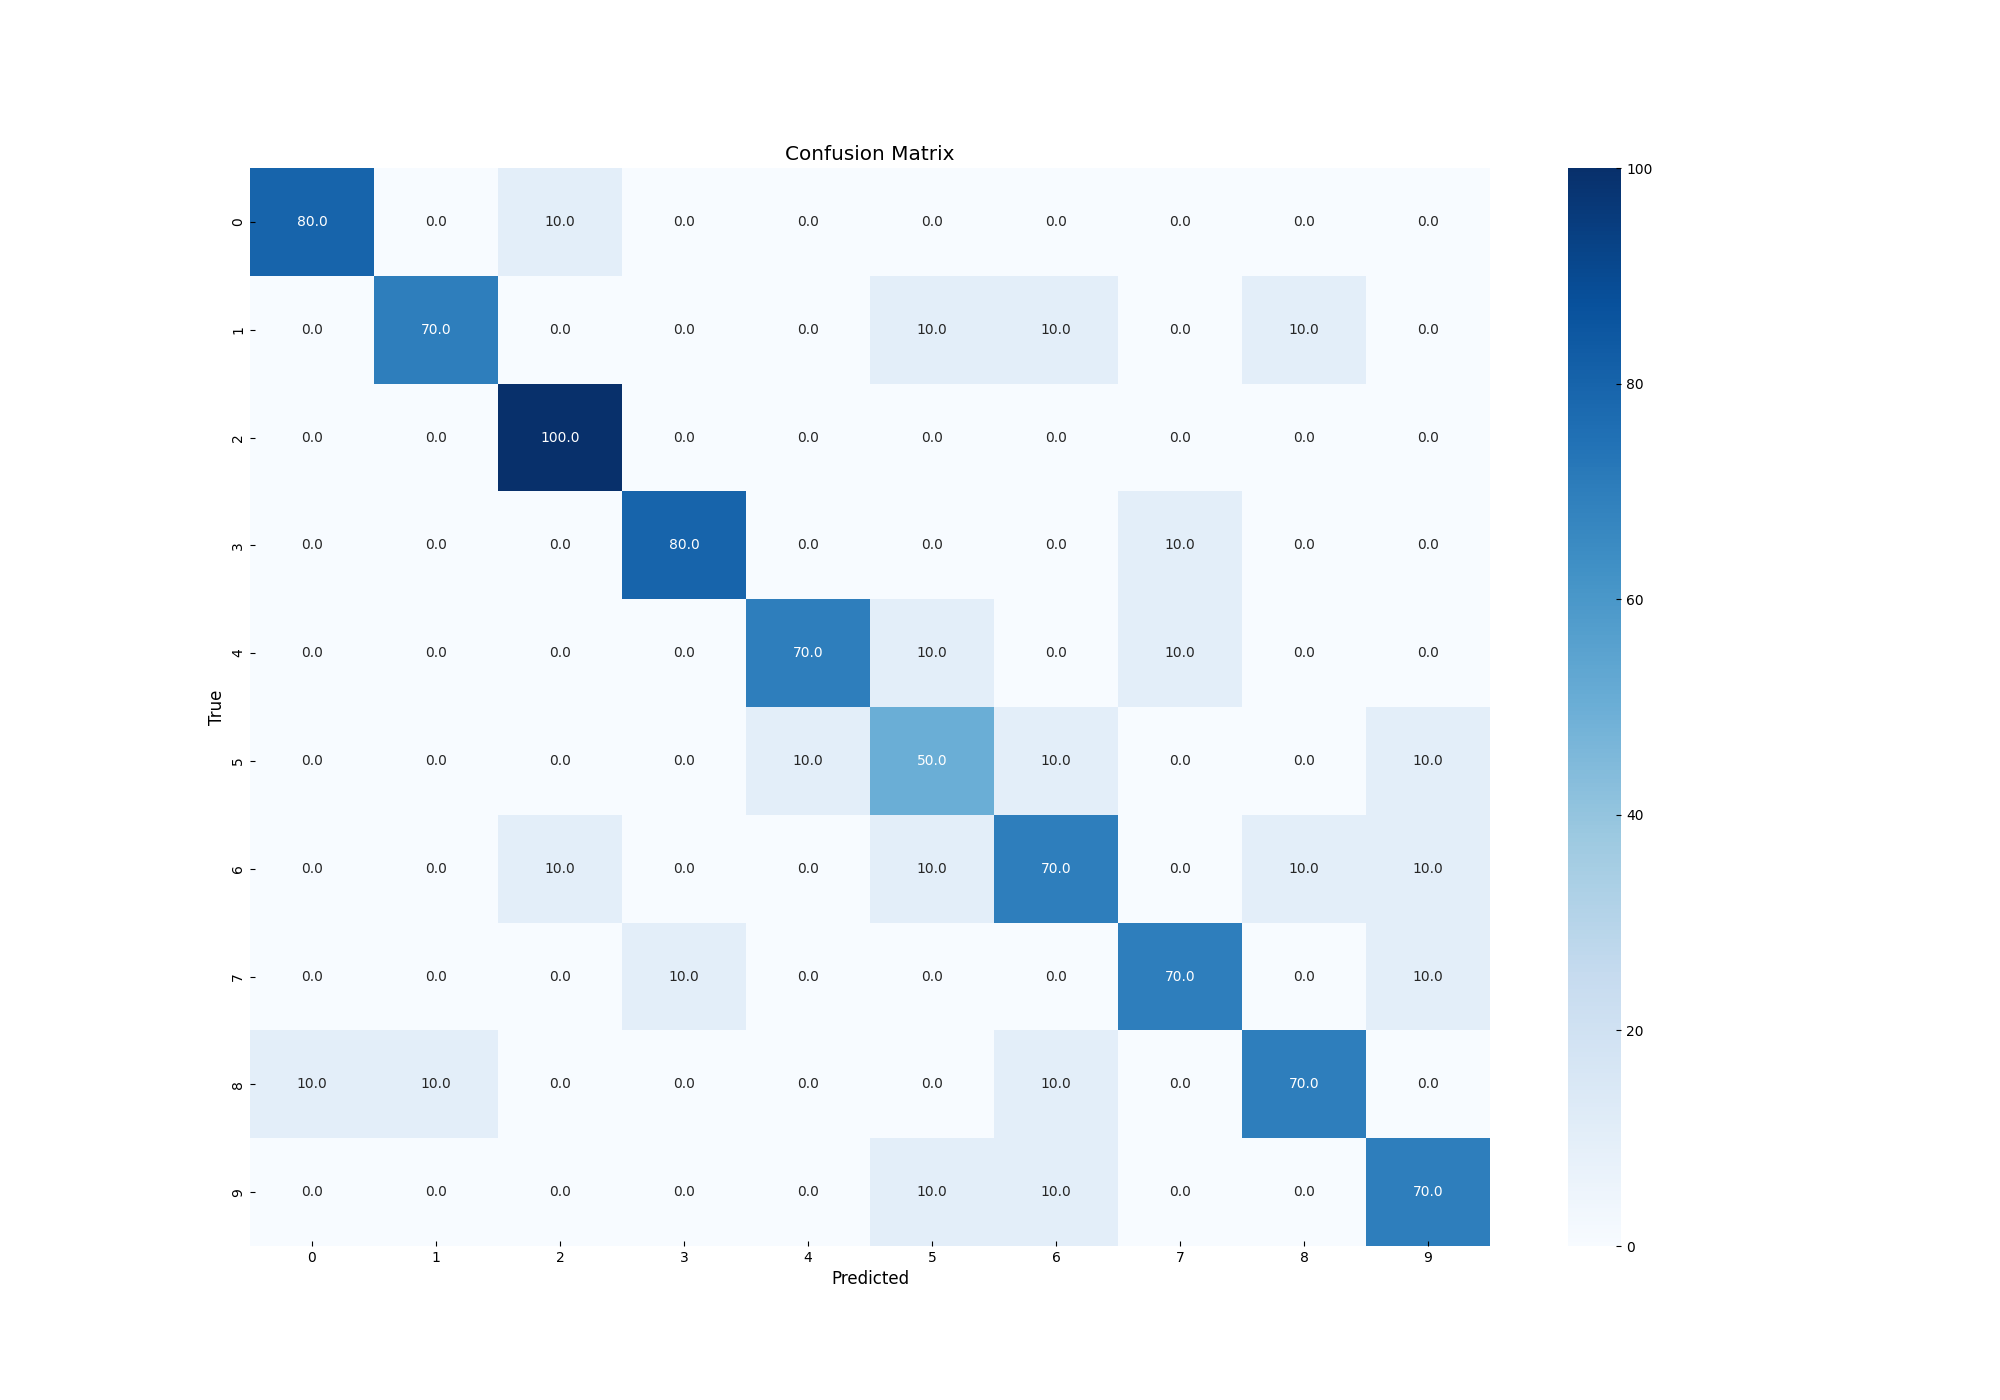 Confusion Matrix
0 80.0 0.0 10.0 0.0 0.0 0.0 0.0 0.0 0.0 0.0
1 0.0 70.0 0.0 0.0 0.0 10.0 10.0 0.0 10.0 0.0
2 0.0 0.0 100.0 0.0 0.0 0.0 0.0 0.0 0.0 0.0
3 0.0 0.0 0.0 80.0 0.0 0.0 0.0 10.0 0.0 0.0
4 0.0 0.0 0.0 0.0 70.0 10.0 0.0 10.0 0.0 0.0
True
5 0.0 0.0 0.0 0.0 10.0 50.0 10.0 0.0 0.0 10.0
6 0.0 0.0 10.0 0.0 0.0 10.0 70.0 0.0 10.0 10.0
7 0.0 0.0 0.0 10.0 0.0 0.0 0.0 70.0 0.0 10.0
8 10.0 10.0 0.0 0.0 0.0 0.0 10.0 0.0 70.0 0.0
9 0.0 0.0 0.0 0.0 0.0 10.0 10.0 0.0 0.0 70.0
0 1 2 3 4 5 6 7 8 9
Predicted
100
80
60
40
20
0